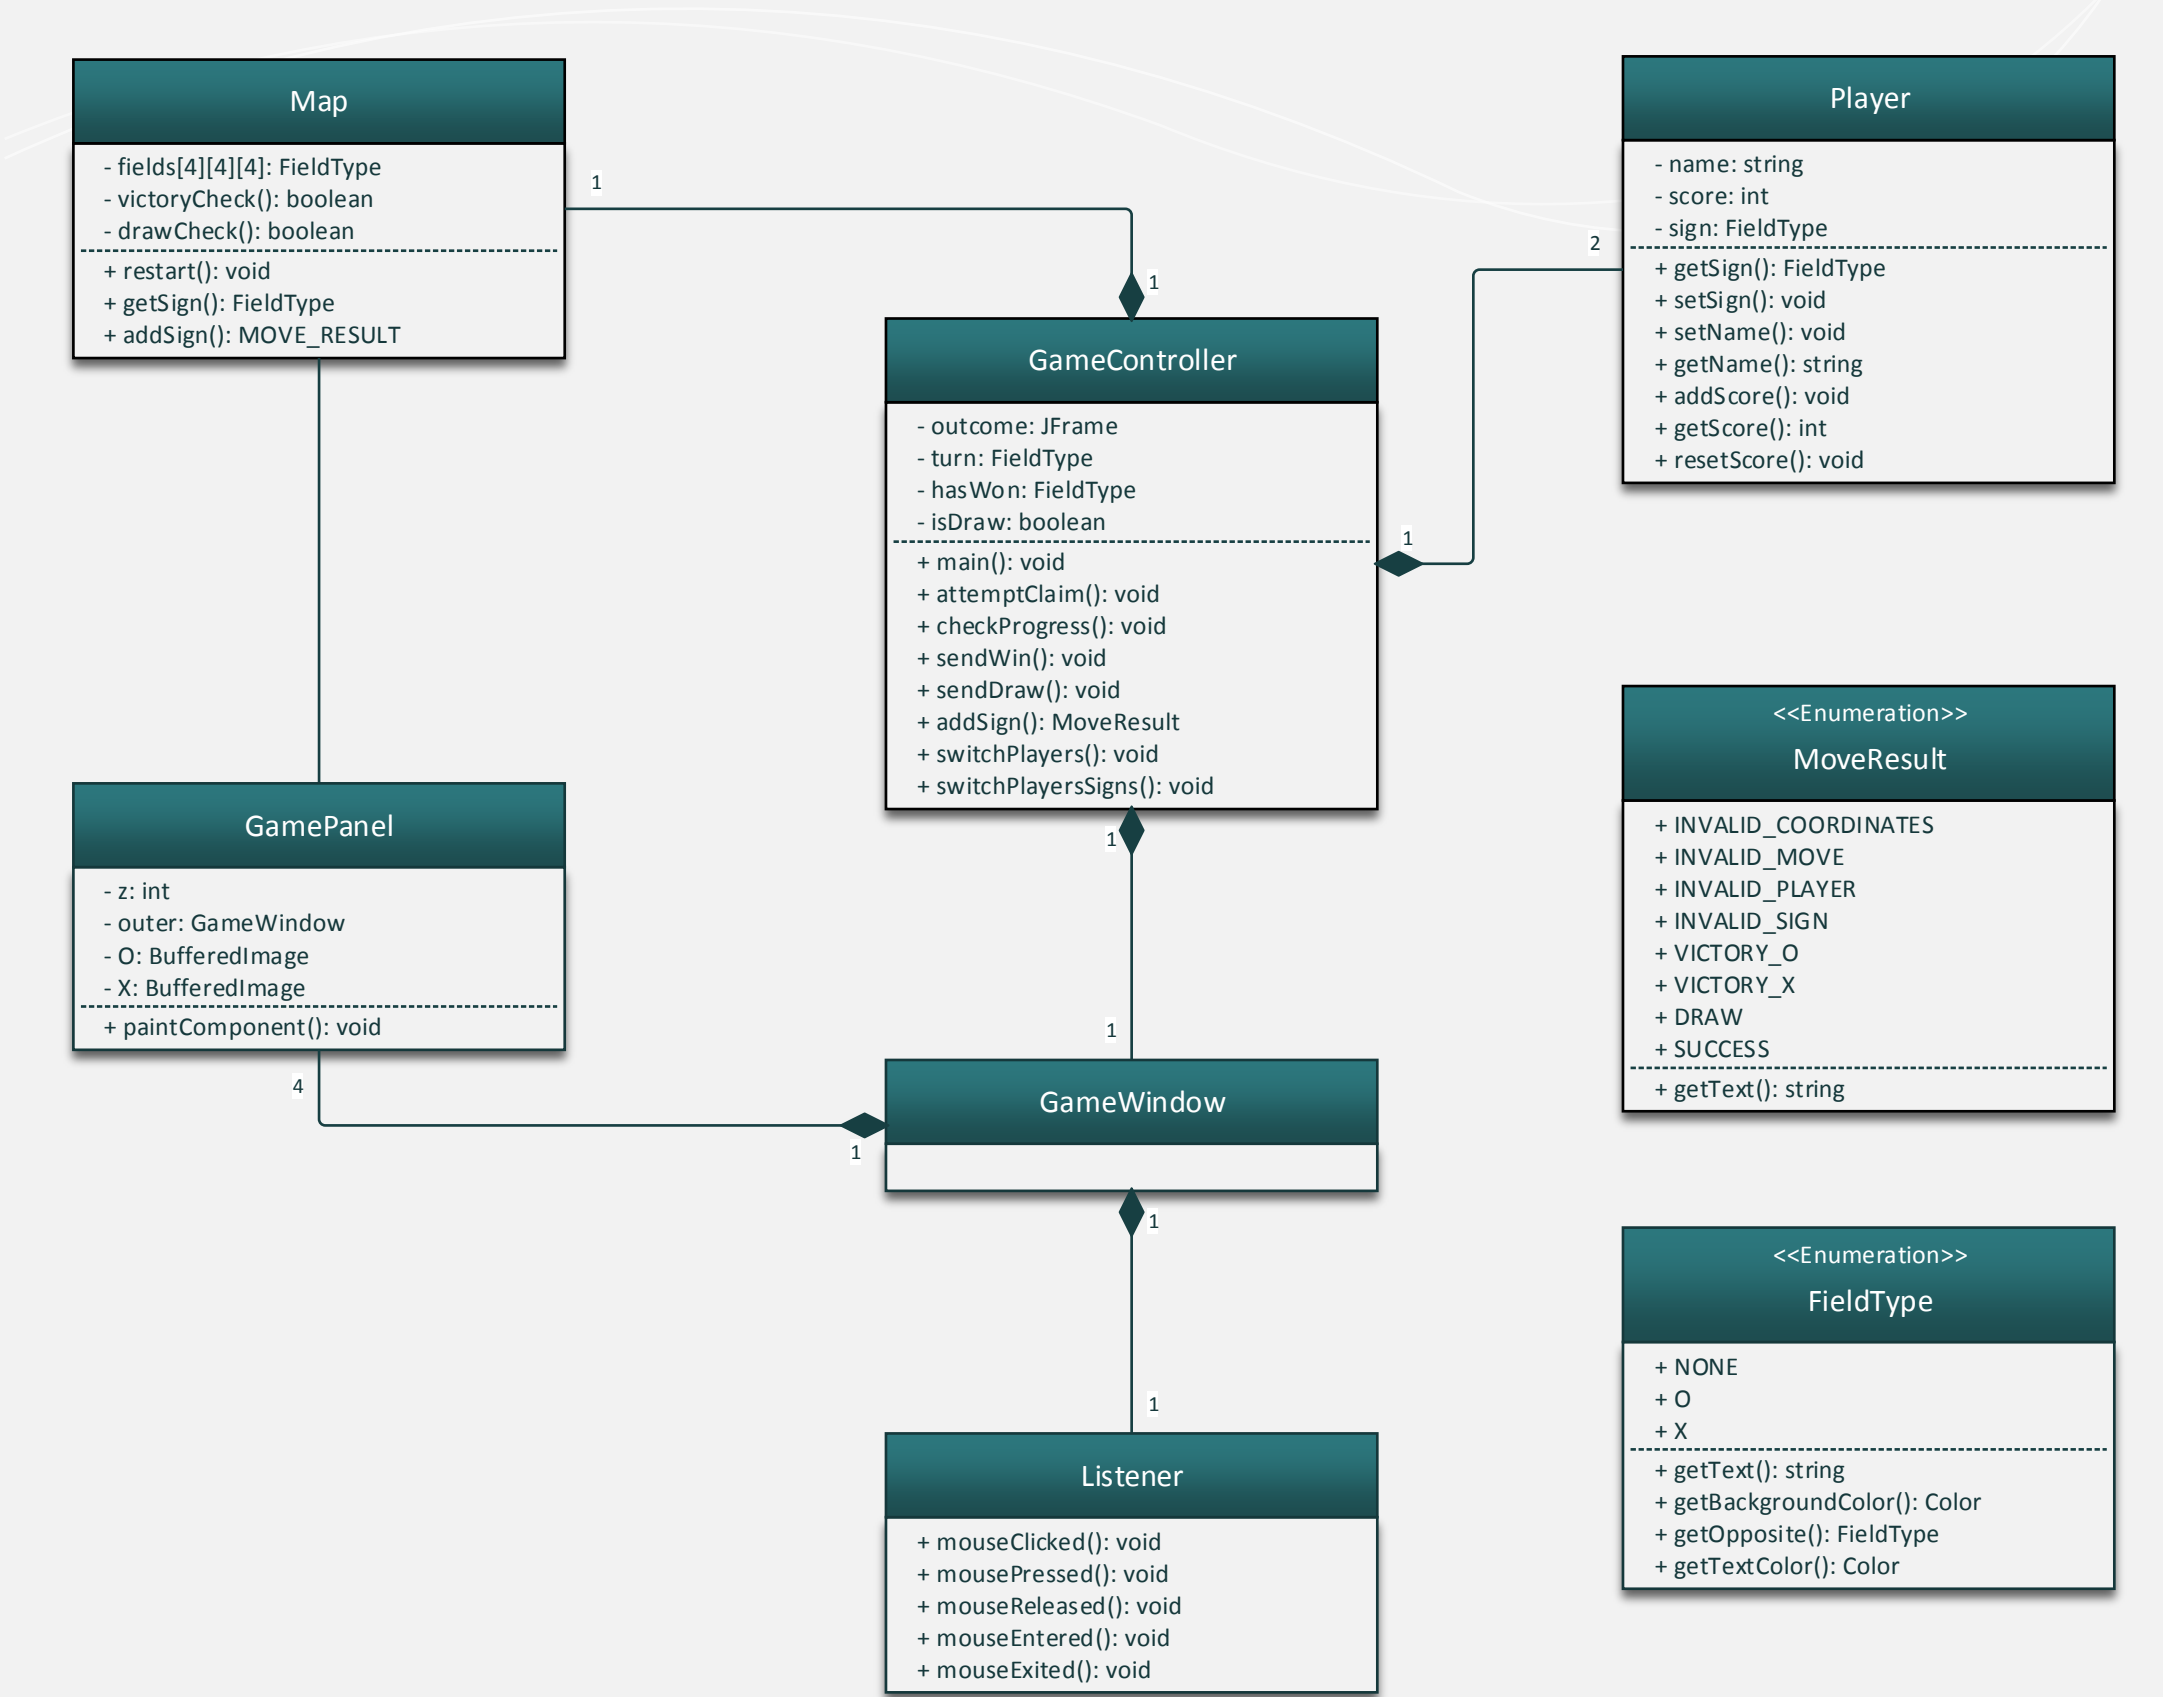 Map
- fields[4][4][4]: FieldType
- victoryCheck(): boolean
- drawCheck(): boolean
+ restart(): void
+ getSign(): FieldType
+ addSign(): MOVE_RESULT
1
1
Player
- name: string
- score: int
- sign: FieldType
+ getSign(): FieldType
+ setSign(): void
+ setName(): void
+ getName(): string
+ addScore(): void
+ getScore(): int
+ resetScore(): void
2
1
GameController
- outcome: JFrame
- turn: FieldType
- hasWon: FieldType
- isDraw: boolean
+ main(): void
+ attemptClaim(): void
+ checkProgress(): void
+ sendWin(): void
+ sendDraw(): void
+ addSign(): MoveResult
+ switchPlayers(): void
+ switchPlayersSigns(): void
1
1
<<Enumeration>>
MoveResult
+ INVALID_COORDINATES
+ INVALID_MOVE
+ INVALID_PLAYER
+ INVALID_SIGN
+ VICTORY_O
+ VICTORY_X
+ DRAW
+ SUCCESS
+ getText(): string
GamePanel
- z: int
- outer: GameWindow
- O: BufferedImage
- X: BufferedImage
+ paintComponent(): void
4
1
GameWindow
1
1
Listener
+ mouseClicked(): void
+ mousePressed(): void
+ mouseReleased(): void
+ mouseEntered(): void
+ mouseExited(): void
<<Enumeration>>
FieldType
+ NONE
+ O
+ X
+ getText(): string
+ getBackgroundColor(): Color
+ getOpposite(): FieldType
+ getTextColor(): Color